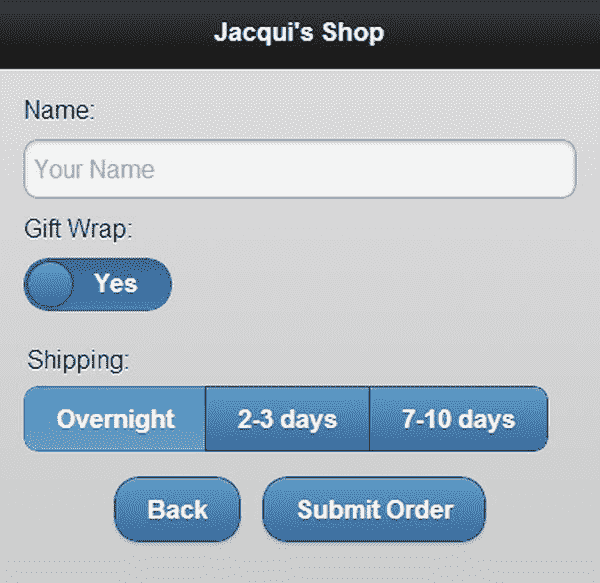 Jacqui's Shop
Name:
Your Name
Gift Wrap:
Yes
Shipping:
Overnight 2-3 days 7-10 days
Back Submit Order